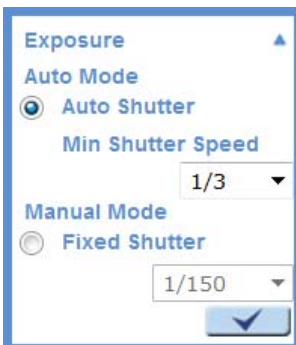 Exposure
Auto Mode
Auto Shutter
Min Shutter Speed
1/3
Manual Mode
Fixed Shutter
1/150